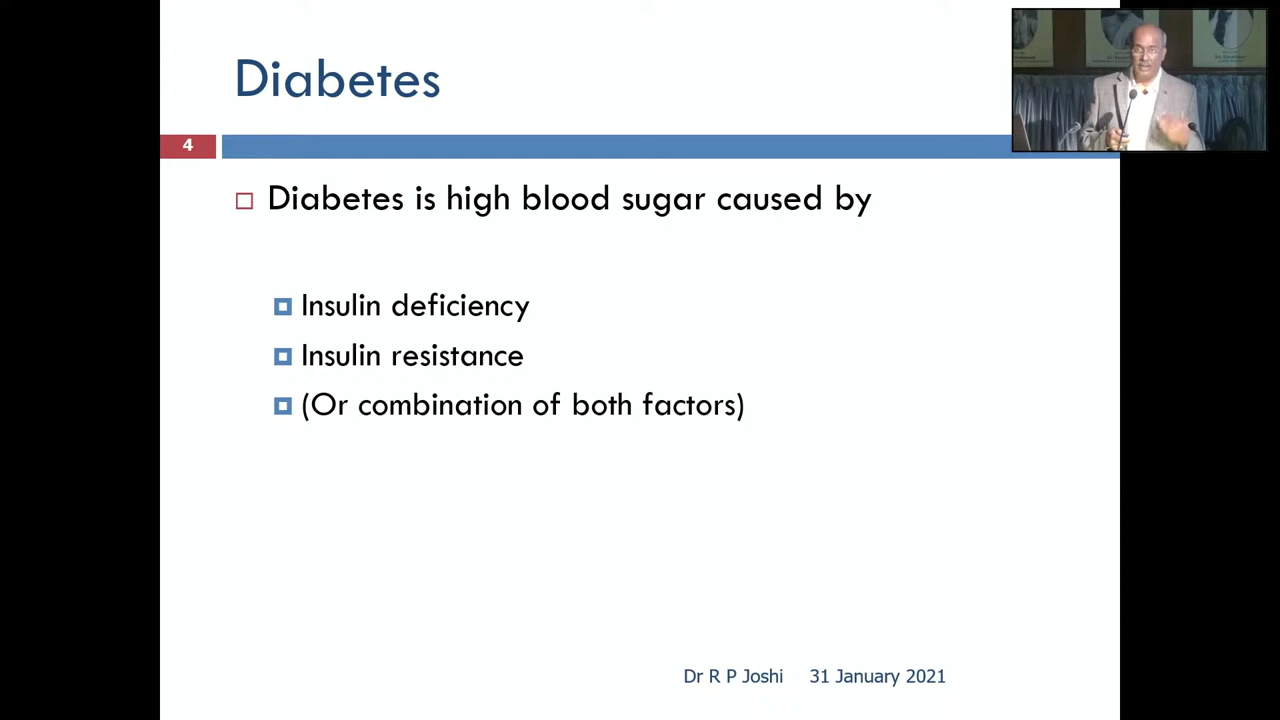 Diabetes
4
Diabetes is high blood sugar caused by
Insulin deficiency
Insulin resistance
(Or combination of both factors)
Dr R P Joshi 31 January 2021